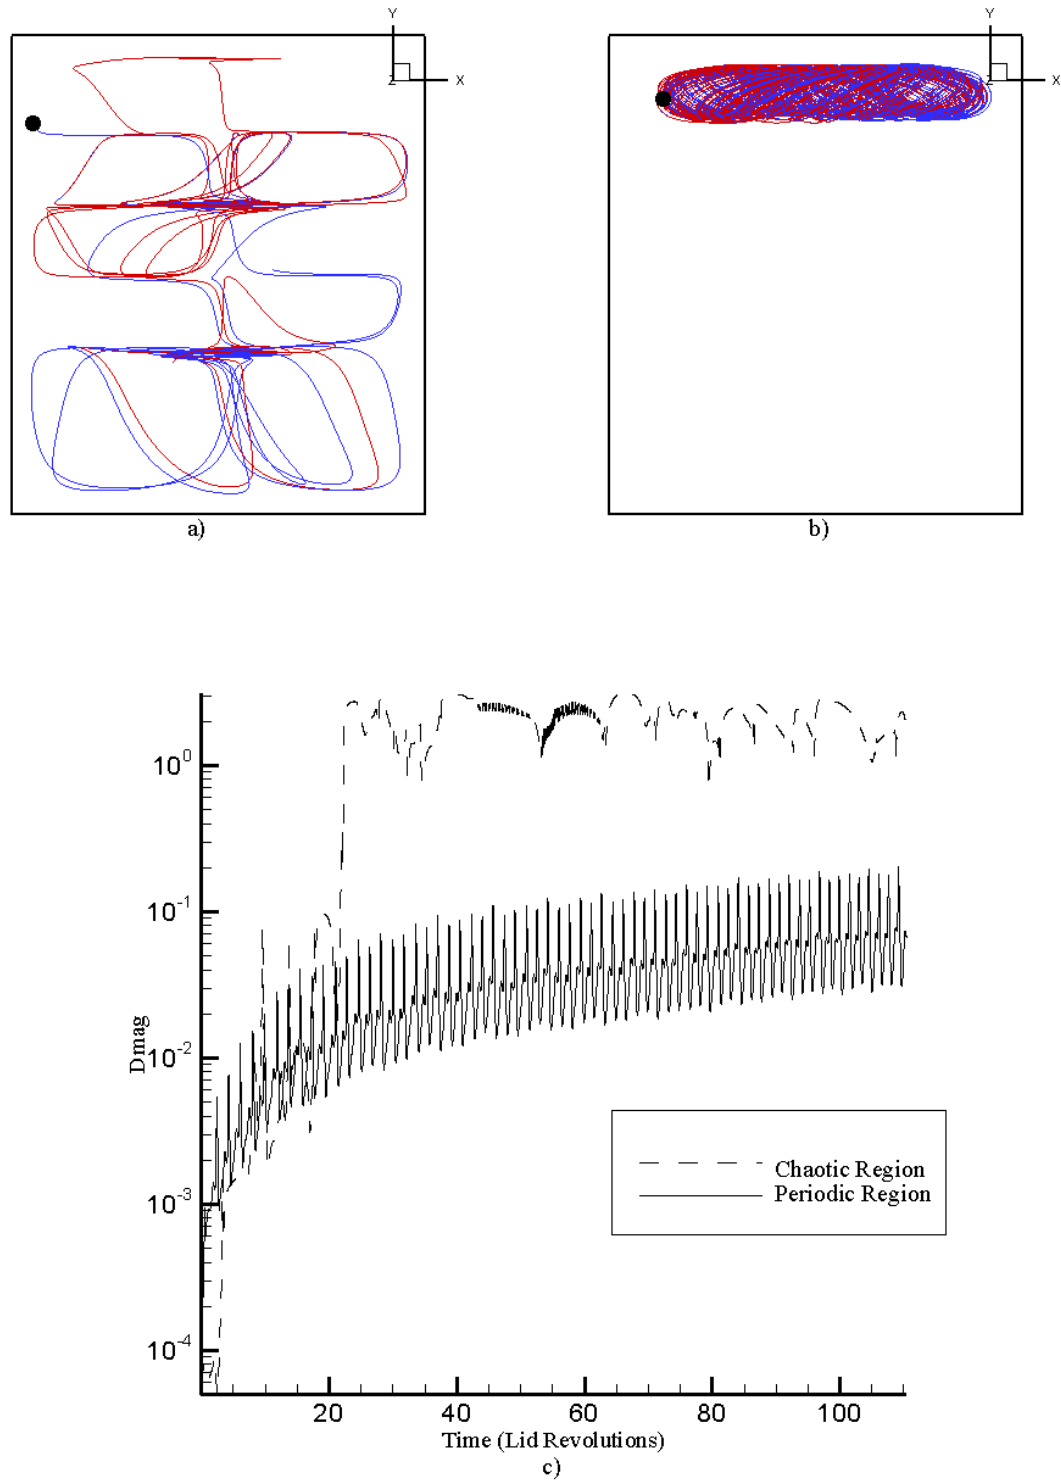 Y
Z
X
a)
Y
Z
X
b)
10^0
10^-1
10^-2
10^-3
10^-4
Dmag
Chaotic Region
Periodic Region
20 40 60 80 100
Time (Lid Revolutions)
c)